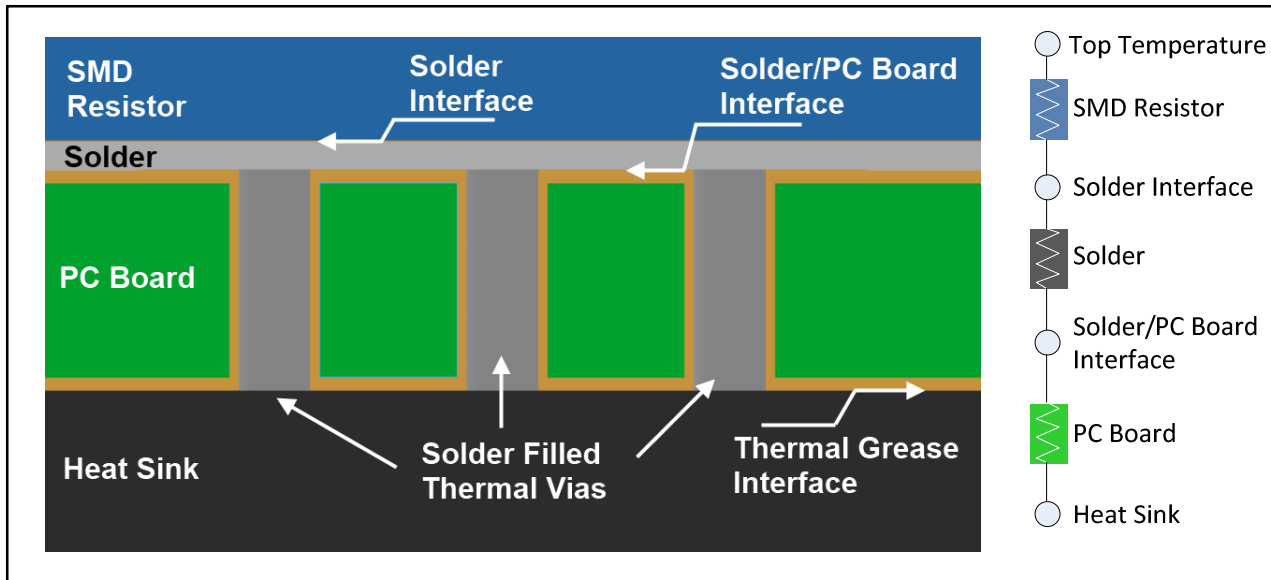 SMD
Resistor
Solder
Interface
Solder/PC Board
Interface
Solder
PC Board
Heat Sink
Solder Filled
Thermal Vias
Thermal Grease
Interface
Top Temperature
SMD Resistor
Solder Interface
Solder
Solder/PC Board
Interface
PC Board
Heat Sink